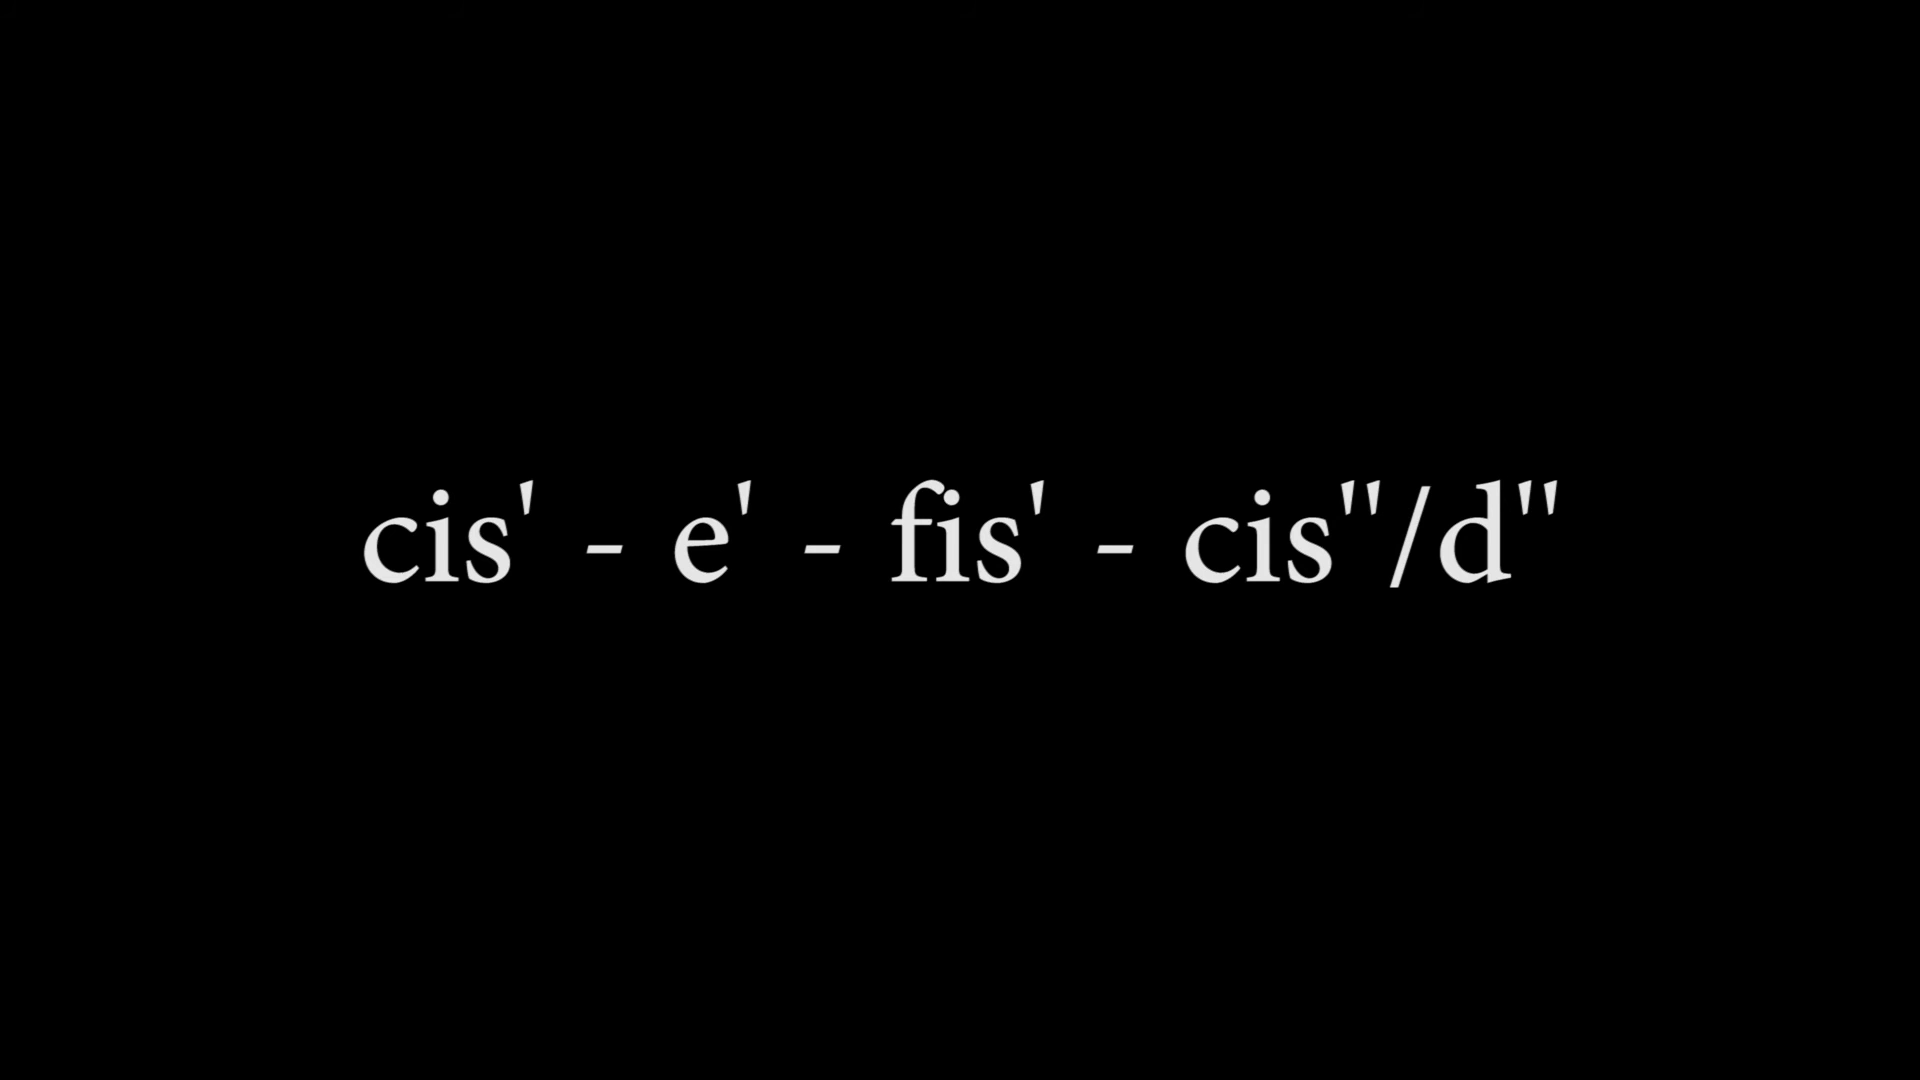 cis' - e' - fis' - cis"/d"